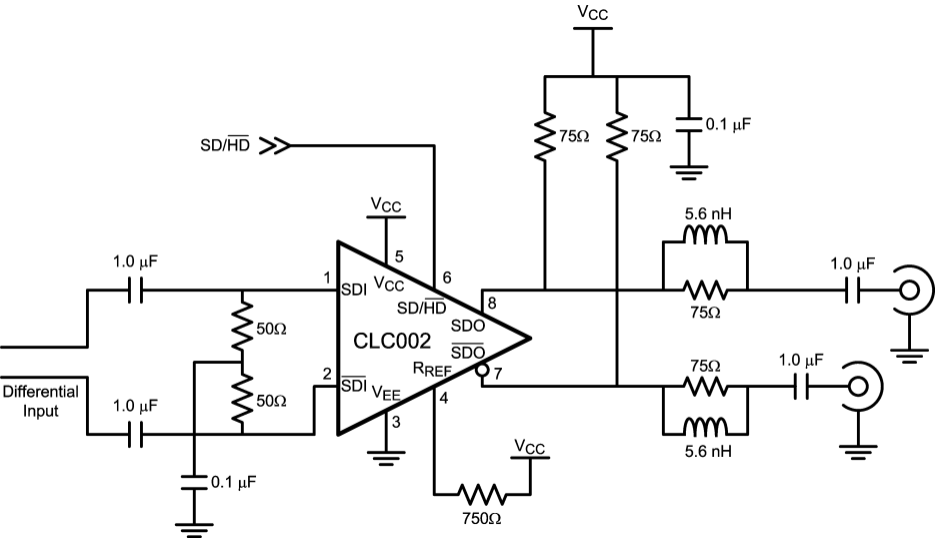 VCC
75Ω
75Ω
0.1 μF
SD/HD
VCC
5.6 nH
1.0 μF
5
6
1.0 μF
1
SDI
VCC
SD/HD
8
75Ω
50Ω
SDO
CLC002
SDO
75Ω
1.0 μF
RREF
7
2
SDI
VEE
4
Differential
Input
1.0 μF
50Ω
3
VCC
5.6 nH
0.1 μF
750Ω